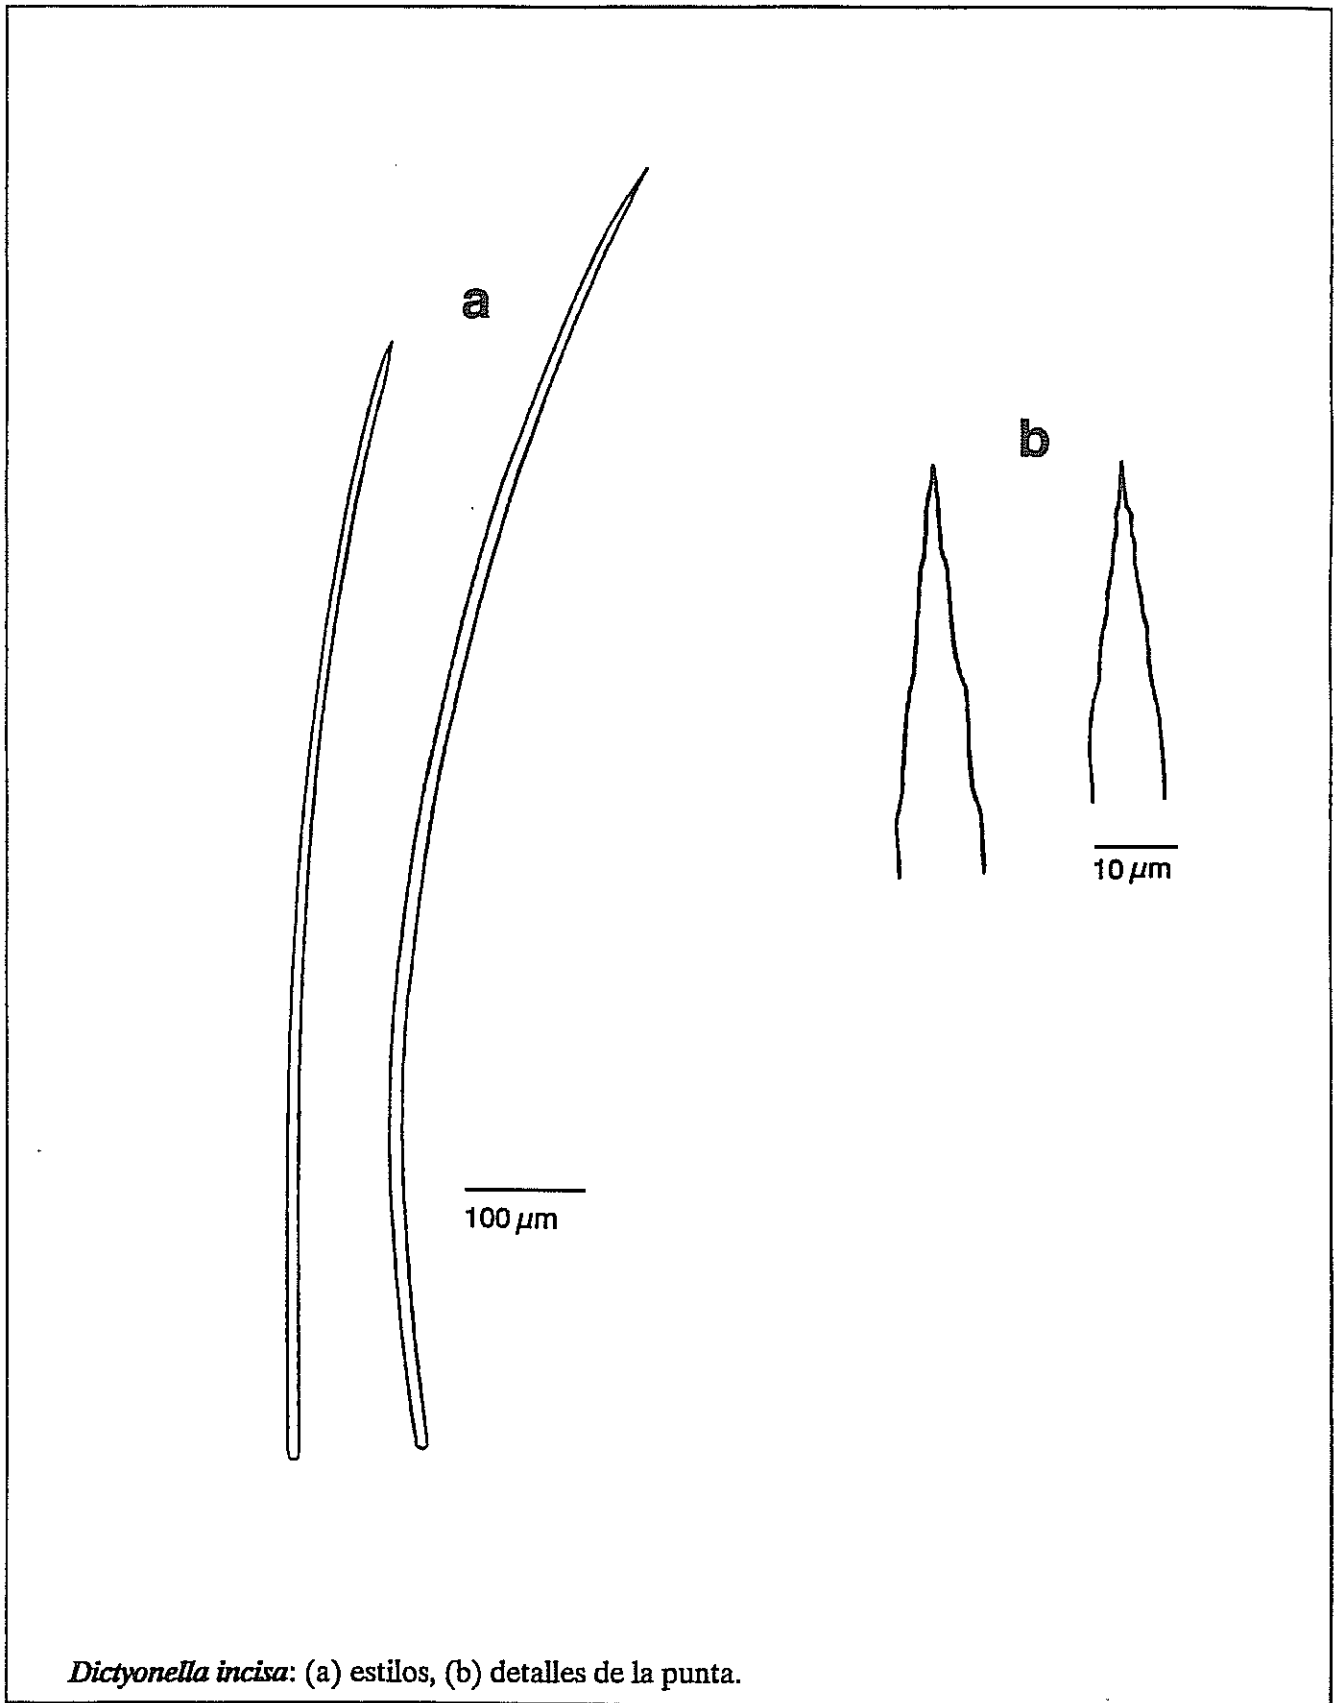 a
b
10 µm
100 µm
Dictyonella incisa: (a) estilos, (b) detalles de la punta.